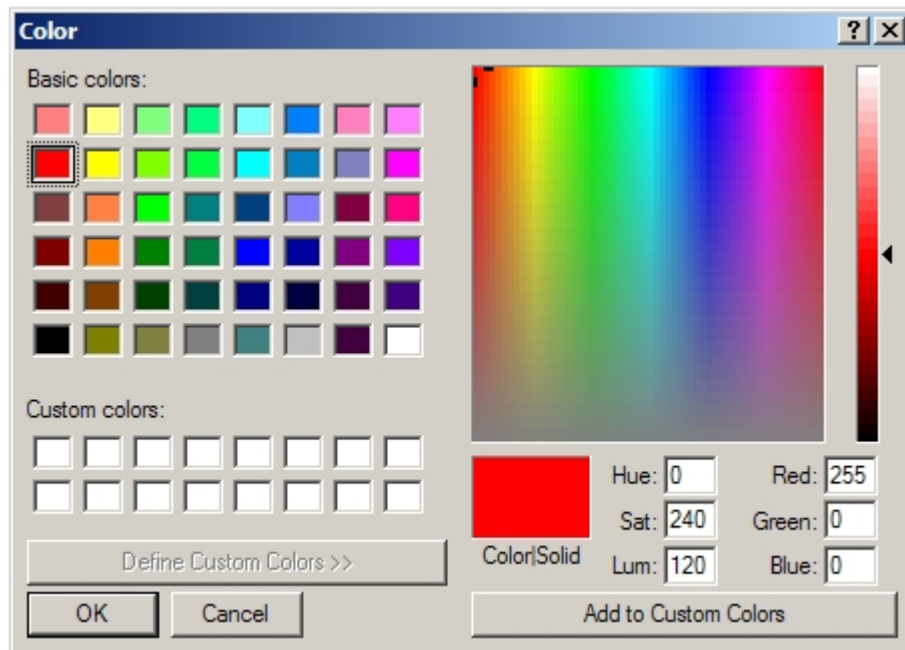 Color
Basic colors:
Custom colors:
Define Custom Colors >>
OK Cancel
Color|Solid
Hue: 0 Red: 255
Sat: 240 Green: 0
Lum: 120 Blue: 0
Add to Custom Colors